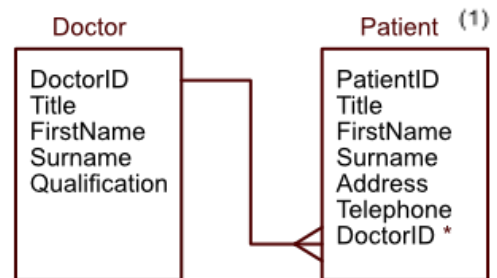 Doctor
DoctorID
Title
FirstName
Surname
Qualification
Patient (1)
PatientID
Title
FirstName
Surname
Address
Telephone
DoctorID *